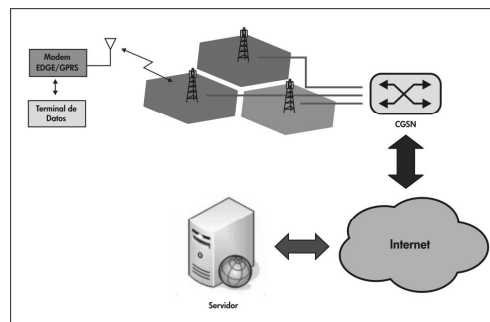 Modem
EDGE/GPRS
Terminal de
Datos
CGSN
Internet
Servidor